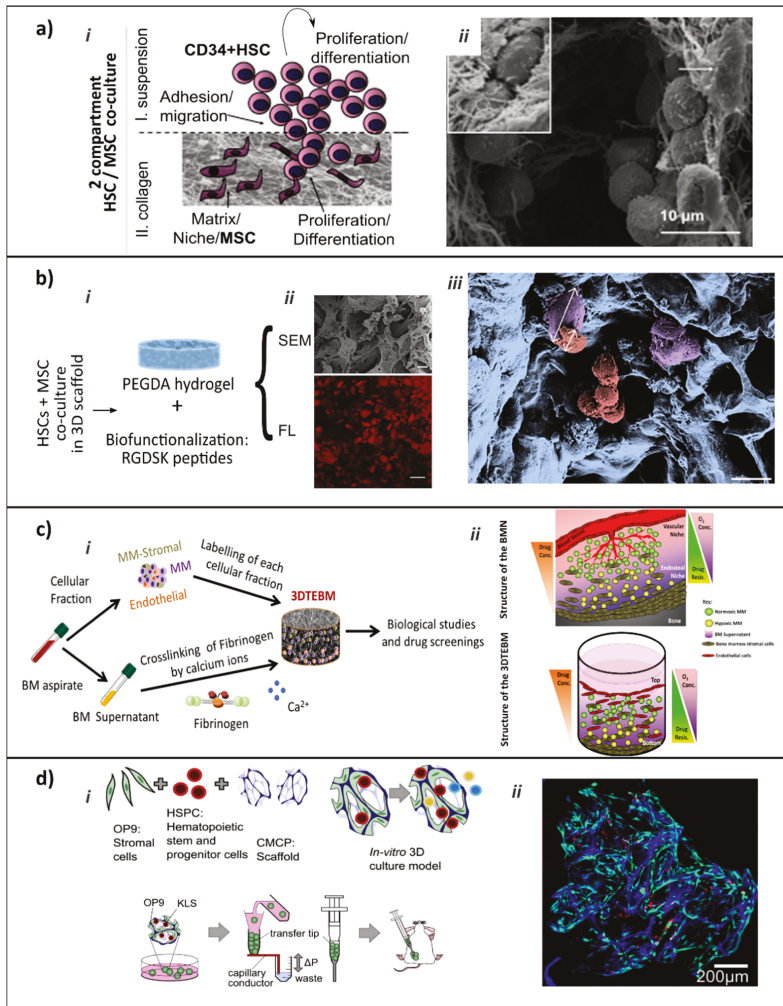 a)
i
2 compartment
HSC / MSC co-culture
I. suspension
II. collagen
CD34+HSC
Proliferation/
differentiation
Adhesion/
migration
Matrix/
Niche/MSC
Proliferation/
Differentiation
ii
10 µm
b)
i
HSCs + MSC
co-culture
in 3D scaffold
PEGDA hydrogel
+
Biofunctionalization:
RGDSK peptides
ii
SEM
FL
iii
c)
i
Cellular
Fraction
BM aspirate
MM-Stromal
MM
Endothelial
Labelling of each
cellular fraction
3DTEBM
Biological studies
and drug screenings
Crosslinking of Fibrinogen
by calcium ions
BM Supernatant
Fibrinogen
Ca2+
ii
Structure of the BMN
Drug
Conc.
Blood Vessel
Vascular
Niche
Endosteal
Niche
Bone
O2
Conc.
Drug
Resis.
Key:
Normoxic MM
Hypoxic MM
BM Supernatant
Bone marrow stromal cells
Endothelial cells
Structure of the 3DTEBM
Drug
Conc.
Top
Bottom
O2
Conc.
Drug
Resis.
d)
i
OP9:
Stromal
cells
HSPC:
Hematopoietic
stem and
progenitor cells
CMCP:
Scaffold
In-vitro 3D
culture model
OP9
KLS
transfer tip
capillary
conductor
ΔP
waste
ii
200µm